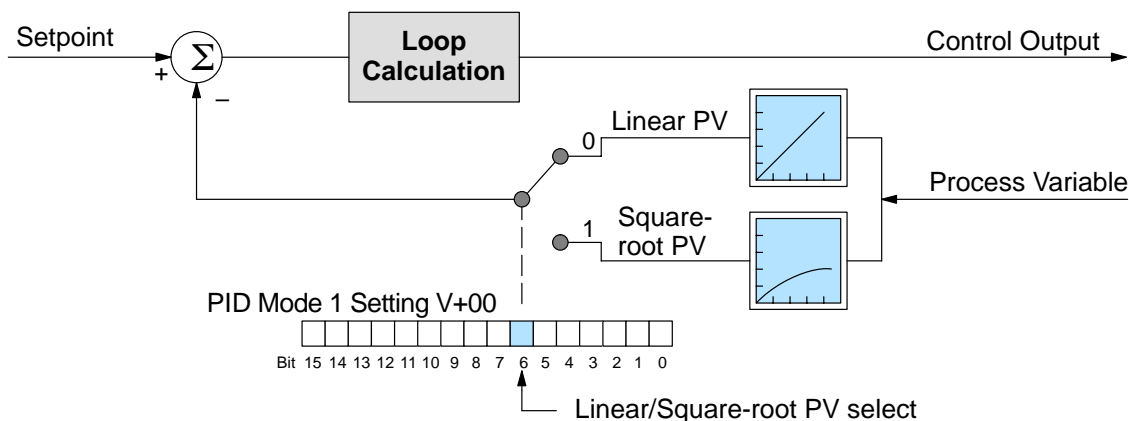 Setpoint
+
Σ
−
Loop
Calculation
Control Output
0
Linear PV
Process Variable
1
Square-
root PV
PID Mode 1 Setting V+00
Bit 15 14 13 12 11 10 9 8 7 6 5 4 3 2 1 0
Linear/Square-root PV select